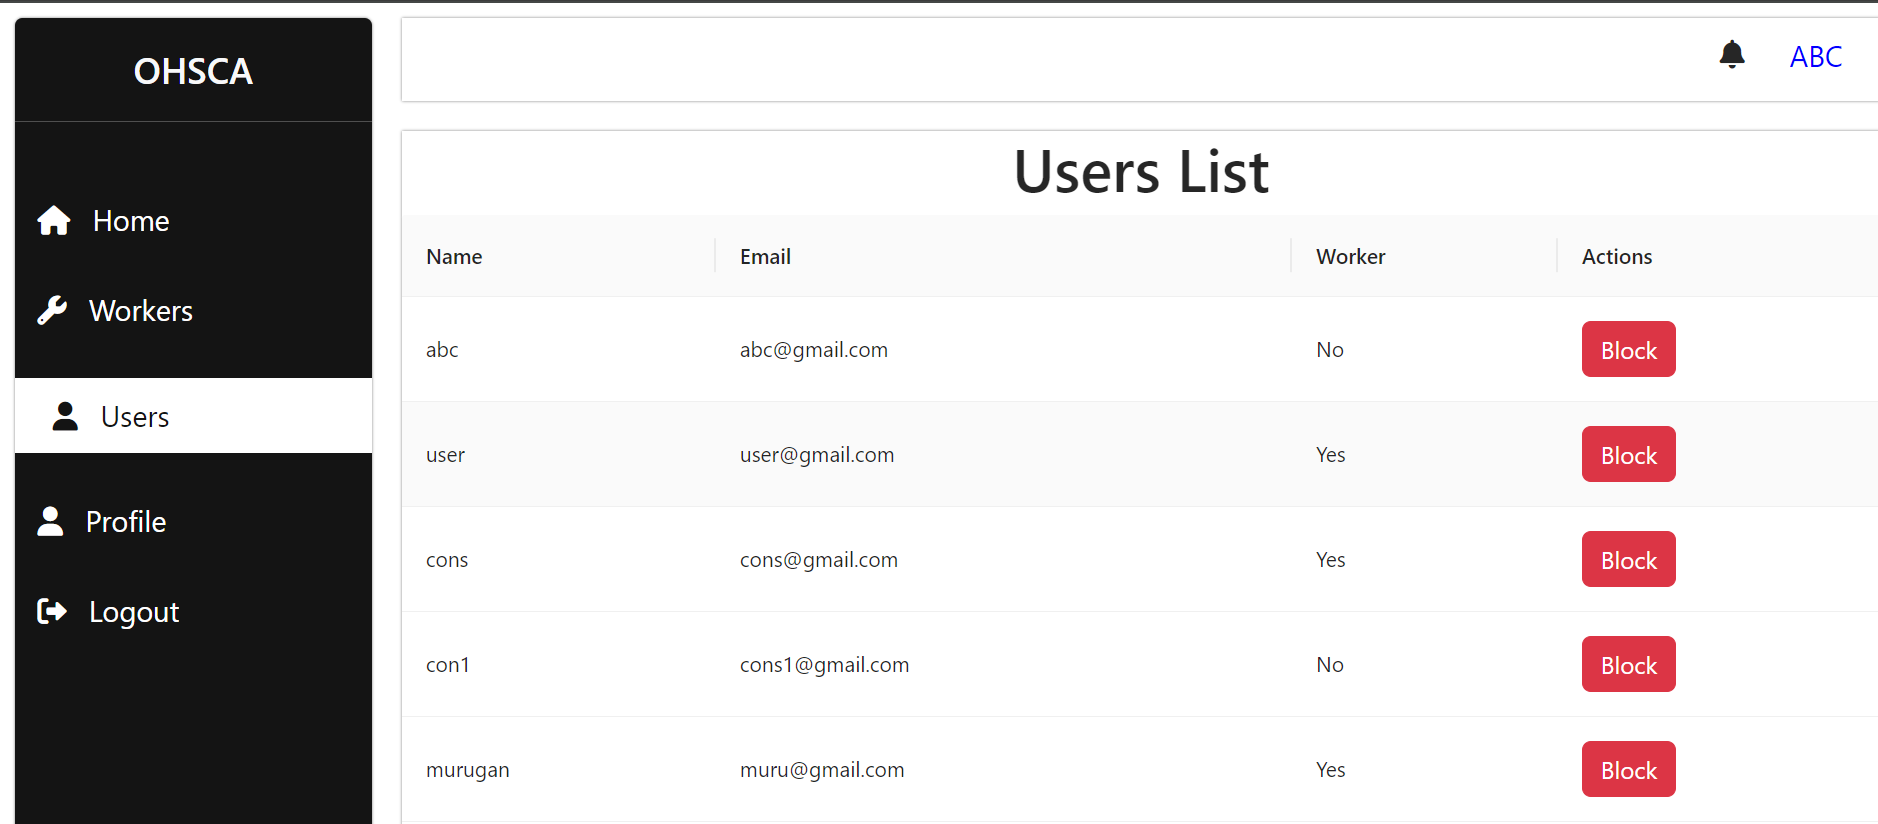 OHSCA
Home
Workers
Users
Profile
Logout
ABC
Users List
Name Email Worker Actions
abc abc@gmail.com No Block
user user@gmail.com Yes Block
cons cons@gmail.com Yes Block
con1 cons1@gmail.com No Block
murugan muru@gmail.com Yes Block